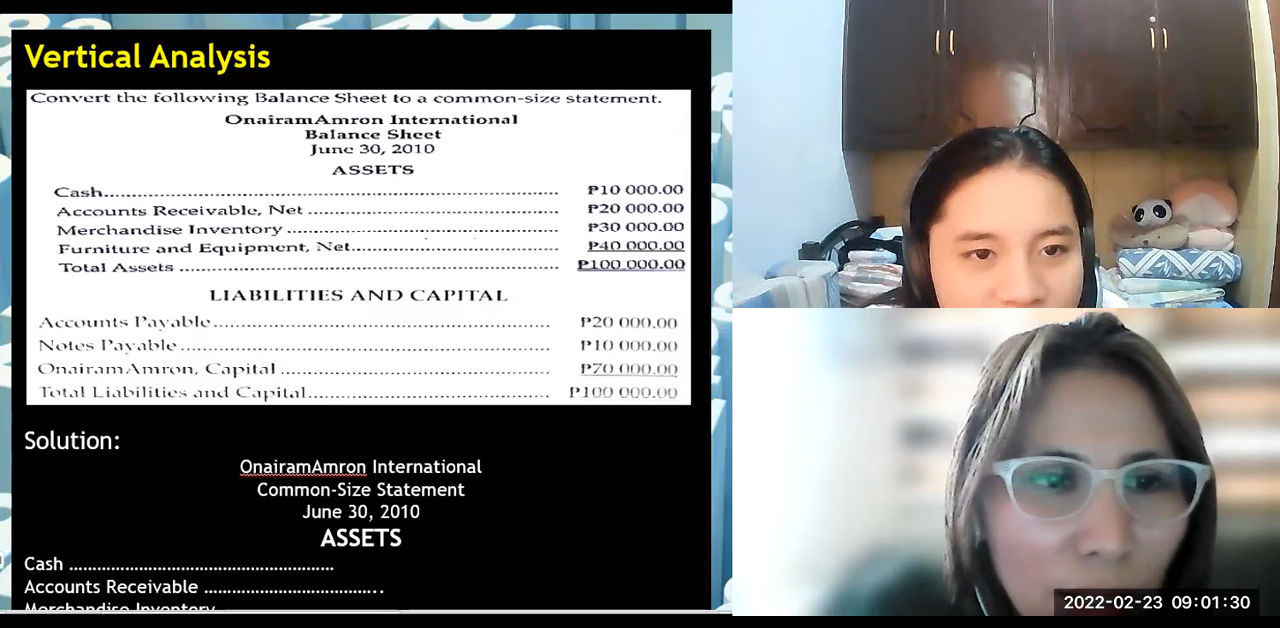 Vertical Analysis
Convert the following Balance Sheet to a common-size statement.
OnairamAmron International
Balance Sheet
June 30, 2010
ASSETS
Cash.......................................................................... ₱10 000.00
Accounts Receivable, Net ......................................... ₱20 000.00
Merchandise Inventory ............................................. ₱30 000.00
Furniture and Equipment, Net.................................. ₱40 000.00
Total Assets .............................................................. ₱100 000.00
LIABILITIES AND CAPITAL
Accounts Payable....................................................... ₱20 000.00
Notes Payable............................................................ ₱10 000.00
OnairamAmron, Capital ............................................ ₱70 000.00
Total Liabilities and Capital....................................... ₱100 000.00
Solution:
OnairamAmron International
Common-Size Statement
June 30, 2010
ASSETS
Cash ..........................................................
Accounts Receivable .......................................
Merchandise Inventory
2022-02-23 09:01:30